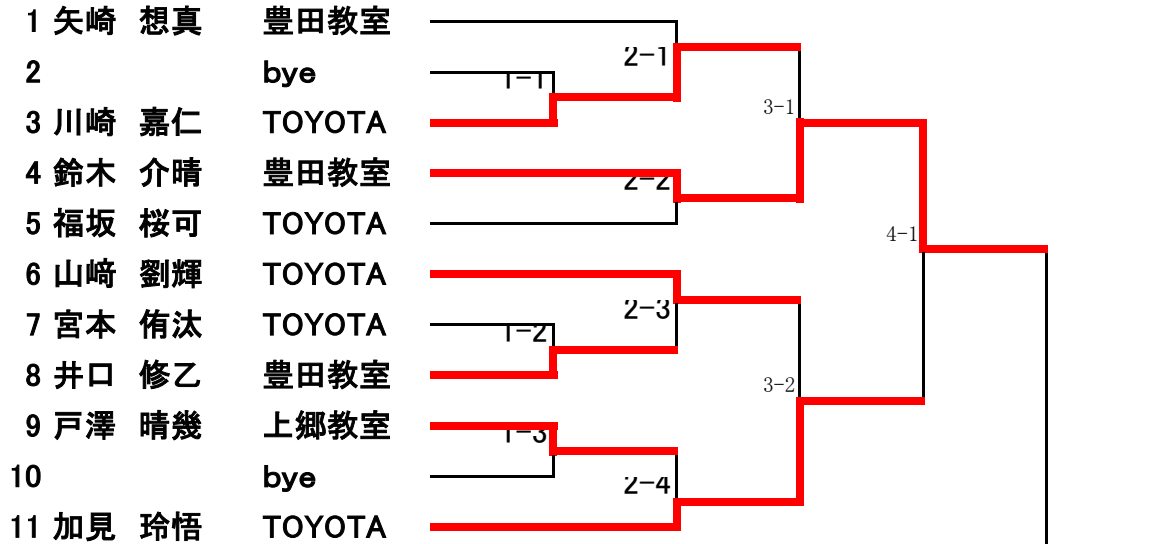 1 矢崎 想真 豊田教室
2 bye
3 川崎 嘉仁 TOYOTA
4 鈴木 介晴 豊田教室
5 福坂 桜可 TOYOTA
6 山﨑 劉輝 TOYOTA
7 宮本 侑汰 TOYOTA
8 井口 修乙 豊田教室
9 戸澤 晴幾 上郷教室
10 bye
11 加見 玲悟 TOYOTA
1-1
1-2
1-3
2-1
2-2
2-3
2-4
3-1
3-2
4-1